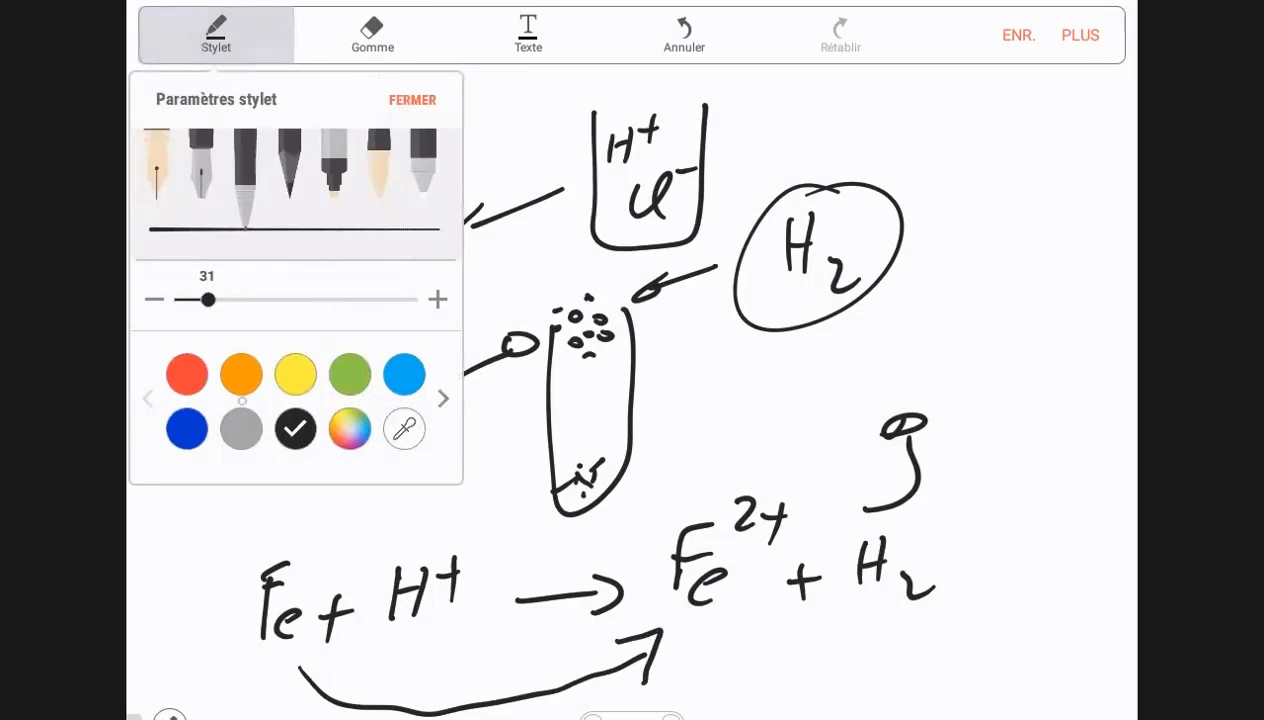 Stylet Gomme Texte Annuler Rétablir ENR. PLUS
Paramètres stylet FERMER
31
H+
Cl-
H2
Fe + H+ → Fe2+ + H2